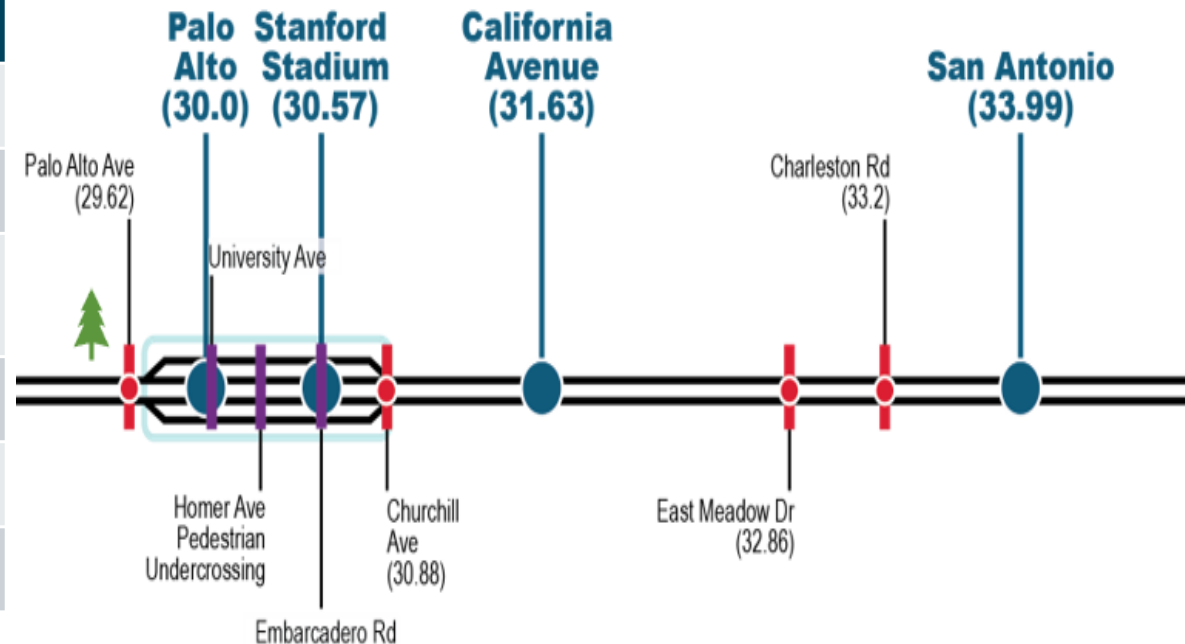 Palo
Alto
(30.0)
Stanford
Stadium
(30.57)
California
Avenue
(31.63)
San Antonio
(33.99)
Palo Alto Ave
(29.62)
Charleston Rd
(33.2)
University Ave
Homer Ave
Pedestrian
Undercrossing
Churchill
Ave
(30.88)
East Meadow Dr
(32.86)
Embarcadero Rd